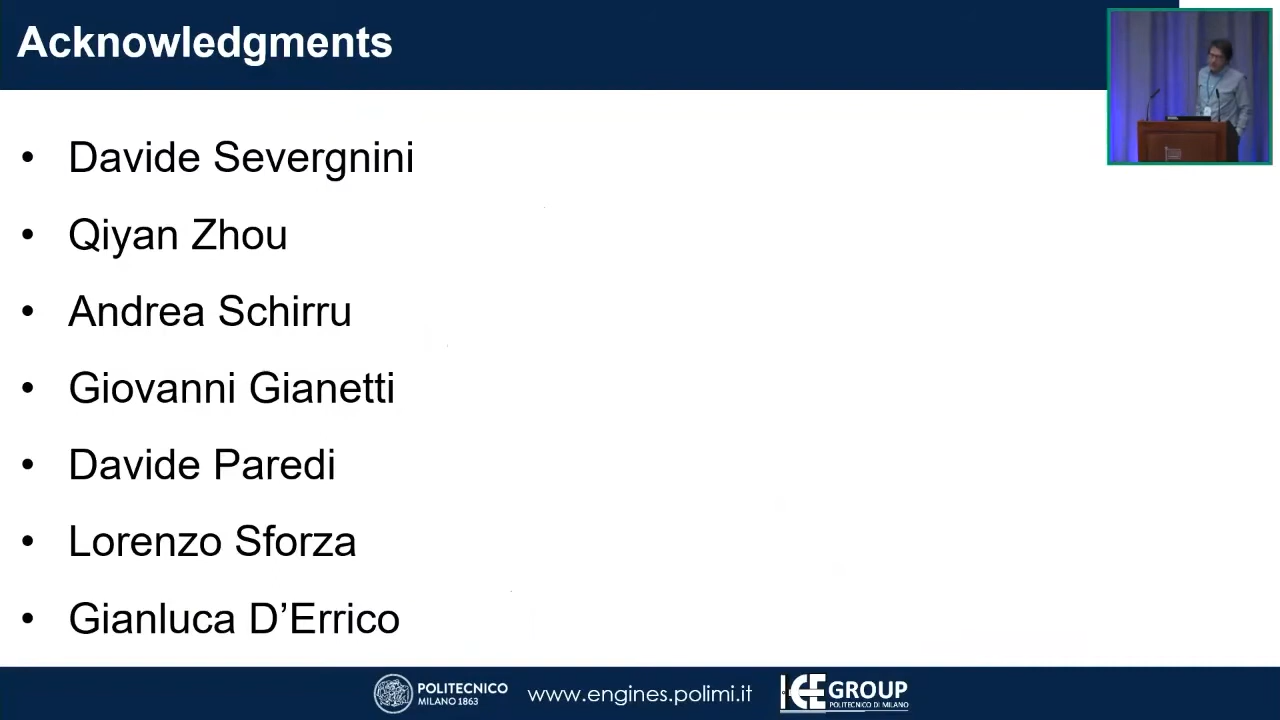 Acknowledgments
• Davide Severgnini
• Qiyan Zhou
• Andrea Schirru
• Giovanni Gianetti
• Davide Paredi
• Lorenzo Sforza
• Gianluca D’Errico
POLITECNICO
MILANO 1863
www.engines.polimi.it
ICE GROUP
POLITECNICO DI MILANO